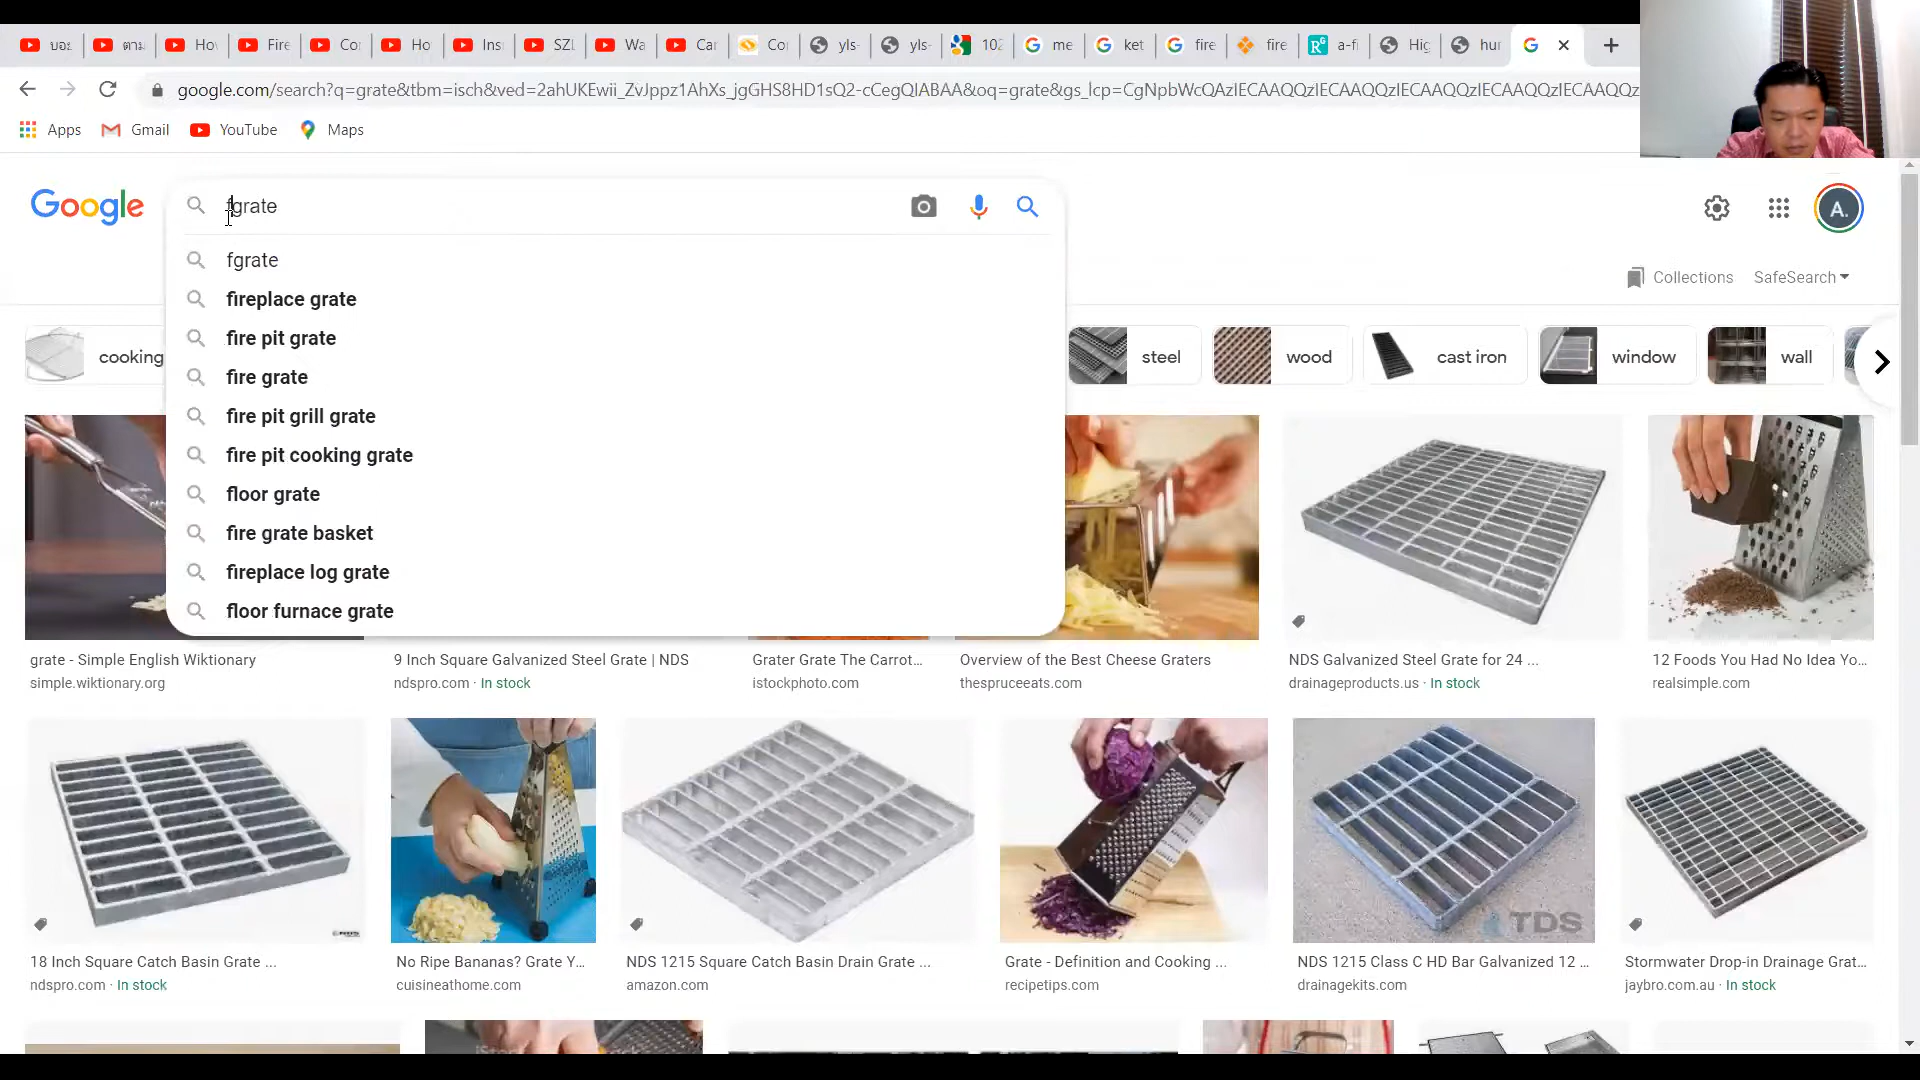 บอะ ตาม Ho Fire Co Ho Ins SZI Wa Car Co yls- yls- 102 me ket fire fire a-fi Hig hur
google.com/search?q=grate&tbm=isch&ved=2ahUKEwii_ZvJppz1AhXs_jgGHS8HD1sQ2-cCegQIABAA&oq=grate&gs_lcp=CgNpbWcQAzIECAAQQzIECAAQQzIECAAQQzIECAAQQzIECAAQQz
Apps Gmail YouTube Maps
Google fgrate A.
fgrate
fireplace grate
fire pit grate
fire grate
fire pit grill grate
fire pit cooking grate
floor grate
fire grate basket
fireplace log grate
floor furnace grate
Collections SafeSearch
cooking steel wood cast iron window wall
grate - Simple English Wiktionary
simple.wiktionary.org
9 Inch Square Galvanized Steel Grate | NDS
ndspro.com · In stock
Grater Grate The Carrot...
istockphoto.com
Overview of the Best Cheese Graters
thespruceeats.com
NDS Galvanized Steel Grate for 24 ...
drainageproducts.us · In stock
12 Foods You Had No Idea Yo...
realsimple.com
TDS
18 Inch Square Catch Basin Grate ...
ndspro.com · In stock
No Ripe Bananas? Grate Y...
cuisineathome.com
NDS 1215 Square Catch Basin Drain Grate ...
amazon.com
Grate - Definition and Cooking ...
recipetips.com
NDS 1215 Class C HD Bar Galvanized 12 ...
drainagekits.com
Stormwater Drop-in Drainage Grat...
jaybro.com.au · In stock